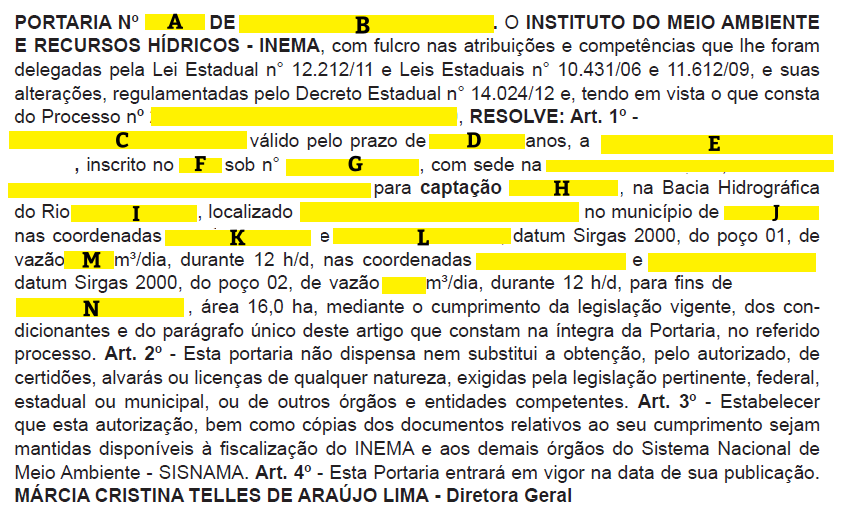 PORTARIA Nº A DE B . O INSTITUTO DO MEIO AMBIENTE
E RECURSOS HÍDRICOS - INEMA, com fulcro nas atribuições e competências que lhe foram
delegadas pela Lei Estadual n° 12.212/11 e Leis Estaduais n° 10.431/06 e 11.612/09, e suas
alterações, regulamentadas pelo Decreto Estadual n° 14.024/12 e, tendo em vista o que consta
do Processo nº , RESOLVE: Art. 1º -
C válido pelo prazo de D anos, a E
, inscrito no F sob n° G , com sede na
para captação H , na Bacia Hidrográfica
do Rio I , localizado no município de J
nas coordenadas K e L datum Sirgas 2000, do poço 01, de
vazão M m³/dia, durante 12 h/d, nas coordenadas e
datum Sirgas 2000, do poço 02, de vazão m³/dia, durante 12 h/d, para fins de
N , área 16,0 ha, mediante o cumprimento da legislação vigente, dos con-
dicionantes e do parágrafo único deste artigo que constam na íntegra da Portaria, no referido
processo. Art. 2º - Esta portaria não dispensa nem substitui a obtenção, pelo autorizado, de
certidões, alvarás ou licenças de qualquer natureza, exigidas pela legislação pertinente, federal,
estadual ou municipal, ou de outros órgãos e entidades competentes. Art. 3º - Estabelecer
que esta autorização, bem como cópias dos documentos relativos ao seu cumprimento sejam
mantidas disponíveis à fiscalização do INEMA e aos demais órgãos do Sistema Nacional de
Meio Ambiente - SISNAMA. Art. 4º - Esta Portaria entrará em vigor na data de sua publicação.
MÁRCIA CRISTINA TELLES DE ARAÚJO LIMA - Diretora Geral